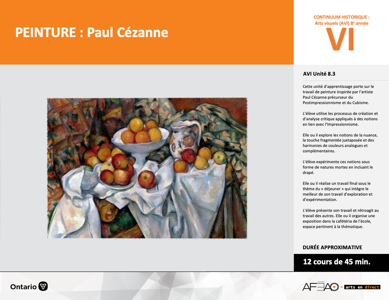 PEINTURE : Paul Cézanne
CONTINUUM HISTORIQUE :
Arts visuels (AVI) 8ᵉ année
VI
AVI Unité 8.3
Cette unité d'apprentissage porte sur le
travail de peinture inspirée par l'artiste
Paul Cézanne précurseur du
Postimpressionnisme et du Cubisme.
L'élève utilise les processus de création et
d'analyse critique appliqués à des notions
en lien avec l'Impressionnisme.
Elle ou il explore les notions de la nuance,
la touche fragmentée juxtaposée et des
harmonies de couleurs analogues et
complémentaires.
L'élève expérimente ces notions sous
forme de natures mortes en incluant le
drapé.
Elle ou il réalise un travail final sous le
thème du « déjeuner » qui intègre le
meilleur de son travail d'exploration et
d'expérimentation.
L'élève présente son travail et rétroagit au
travail des autres. Elle ou il organise une
exposition dans la cafétéria de l'école,
espace pertinent à la thématique.
DURÉE APPROXIMATIVE
12 cours de 45 min.
Ontario
AFEAO
arts en direct